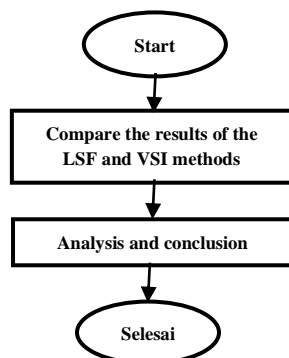 Start
Compare the results of the
LSF and VSI methods
Analysis and conclusion
Selesai